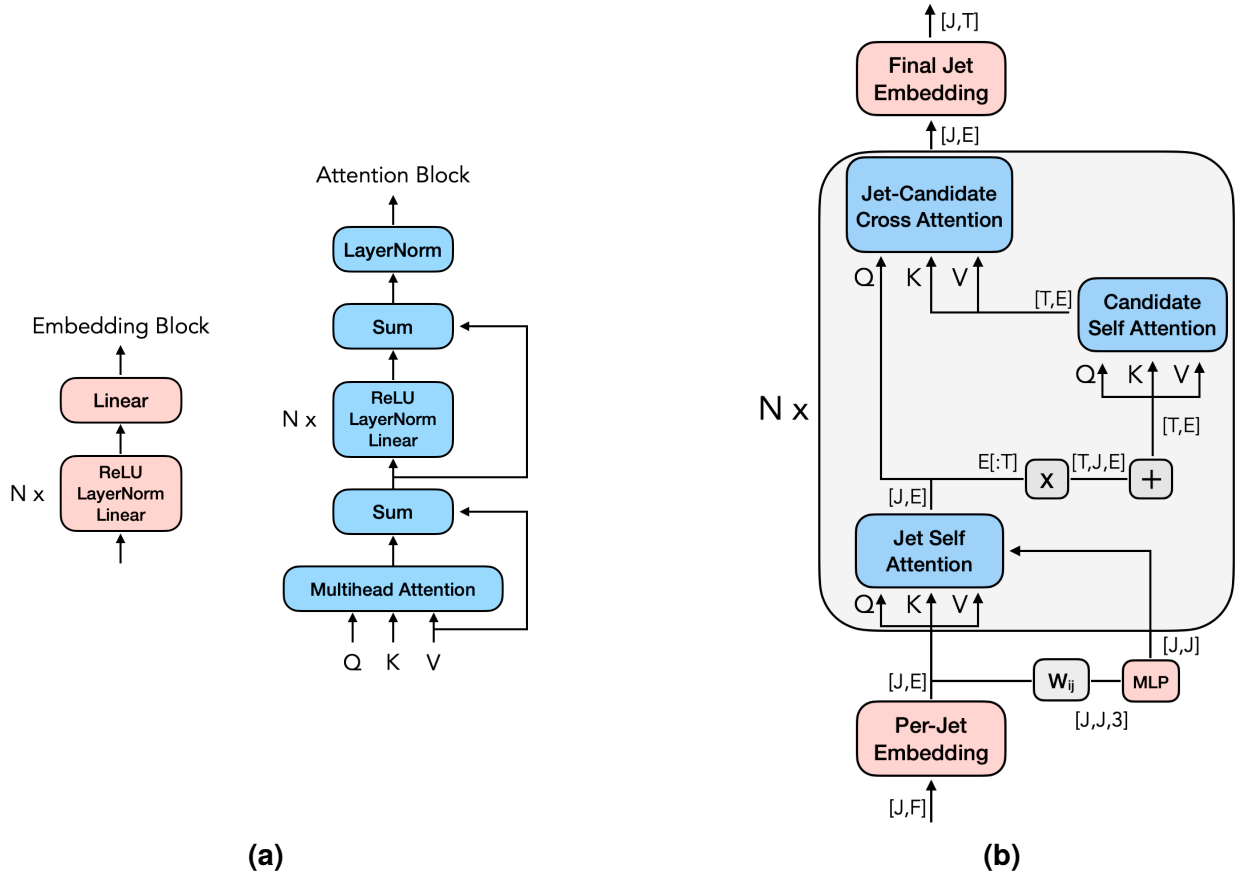 Embedding Block
Linear
N x
ReLU
LayerNorm
Linear
Attention Block
LayerNorm
Sum
N x
ReLU
LayerNorm
Linear
Sum
Multihead Attention
Q K V
(a)
[J,T]
Final Jet
Embedding
[J,E]
Jet-Candidate
Cross Attention
Q K V
[T,E]
Candidate
Self Attention
Q K V
N x
[T,E]
E[:T]
x
[T,J,E]
+
[J,E]
Jet Self
Attention
Q K V
[J,J]
[J,E]
Wij
MLP
[J,J,3]
Per-Jet
Embedding
[J,F]
(b)